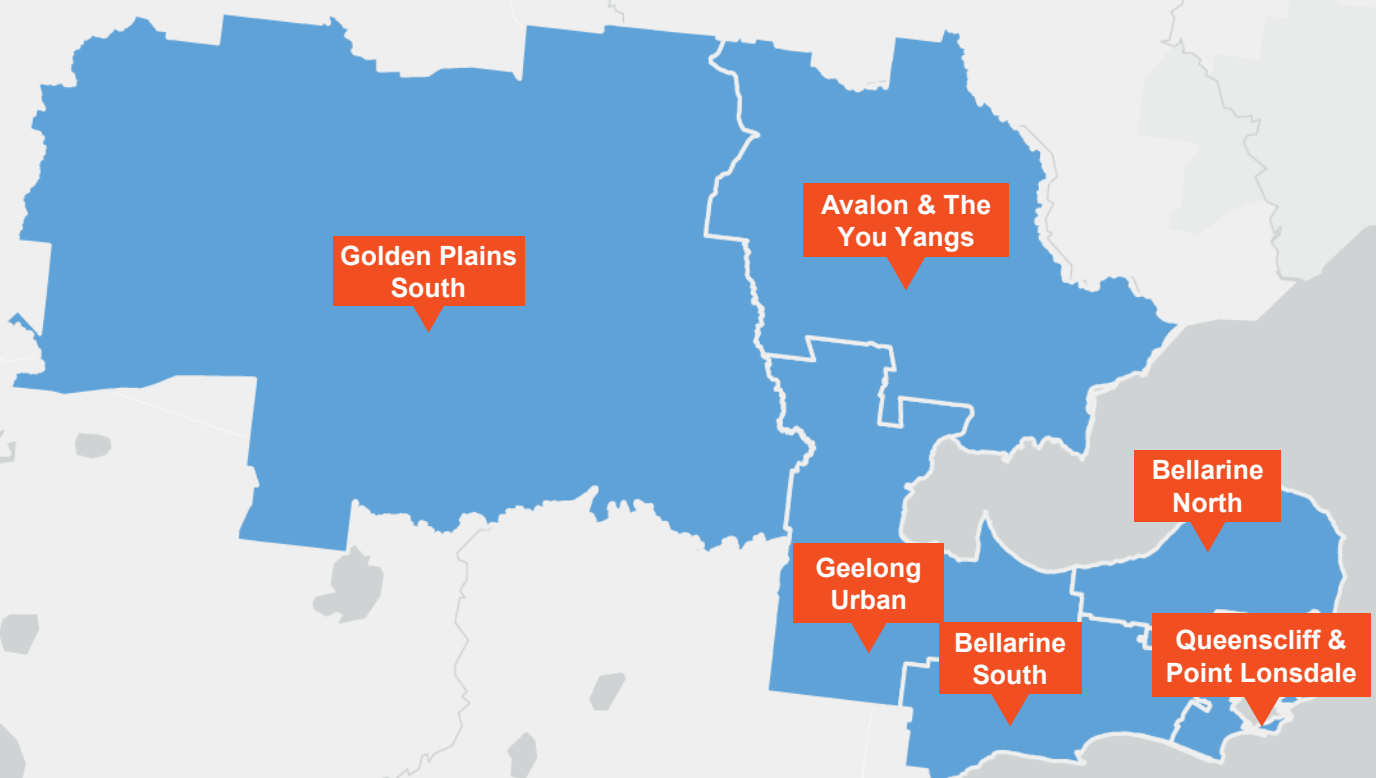 Avalon & The
You Yangs
Golden Plains
South
Bellarine
North
Geelong
Urban
Bellarine
South
Queenscliff &
Point Lonsdale